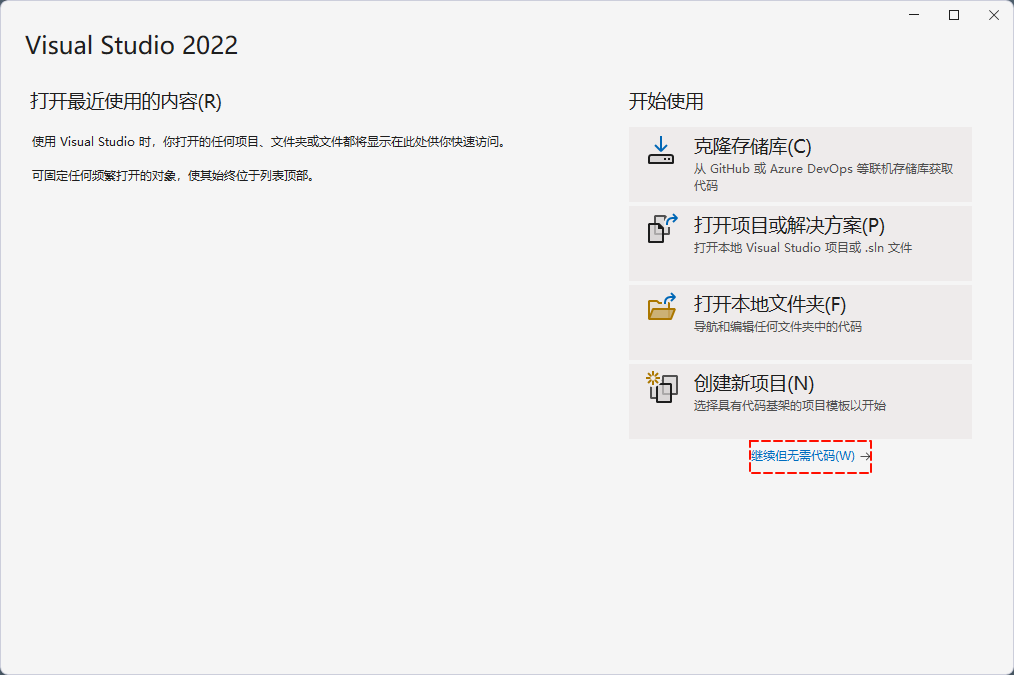 Visual Studio 2022
打开最近使用的内容(R)
使用 Visual Studio 时，你打开的任何项目、文件夹或文件都将显示在此处供你快速访问。
可固定任何频繁打开的对象，使其始终位于列表顶部。
开始使用
克隆存储库(C)
从 GitHub 或 Azure DevOps 等联机存储库获取
代码
打开项目或解决方案(P)
打开本地 Visual Studio 项目或 .sln 文件
打开本地文件夹(F)
导航和编辑任何文件夹中的代码
创建新项目(N)
选择具有代码基架的项目模板以开始
继续但无需代码(W) →